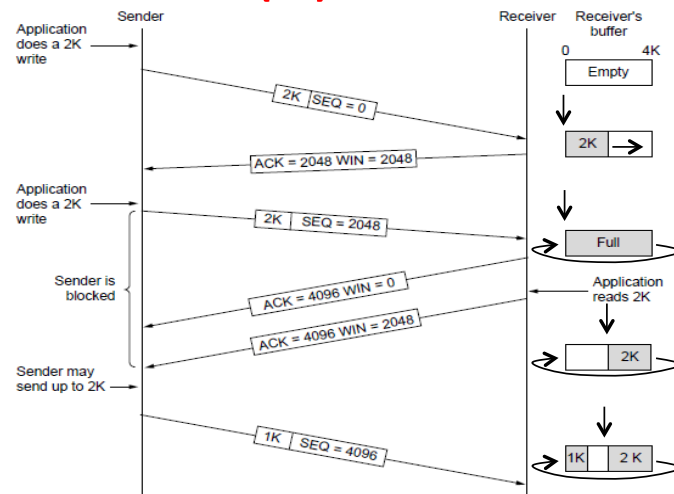 Sender
Receiver
Receiver's
buffer
Application
does a 2K
write
0 4K
Empty
2K SEQ = 0
2K
ACK = 2048 WIN = 2048
Application
does a 2K
write
2K SEQ = 2048
Full
Sender is
blocked
Application
reads 2K
ACK = 4096 WIN = 0
ACK = 4096 WIN = 2048
2K
Sender may
send up to 2K
1K SEQ = 4096
1K 2 K